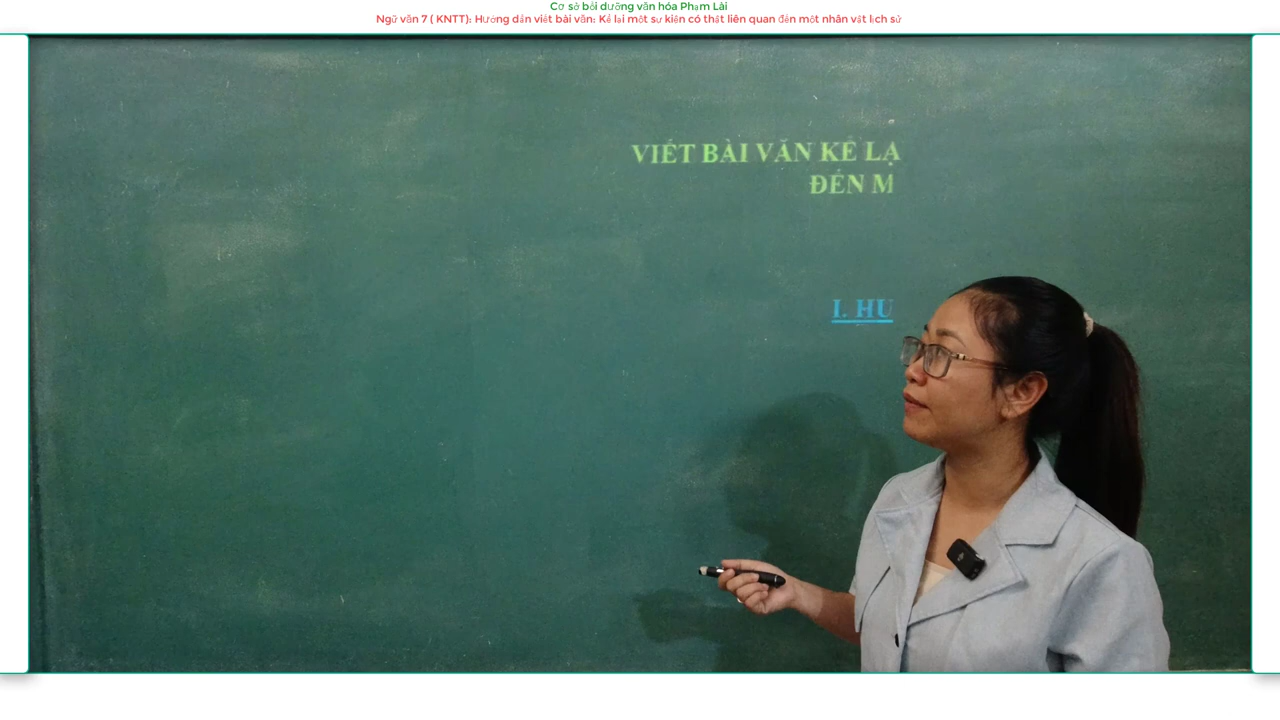 Cơ sở bồi dưỡng văn hóa Phạm Lài
Ngữ văn 7 ( KNTT): Hướng dẫn viết bài văn: Kể lại một sự kiện có thật liên quan đến một nhân vật lịch sử
VIẾT BÀI VĂN KỂ LẠ
ĐẾN M
I. HƯ